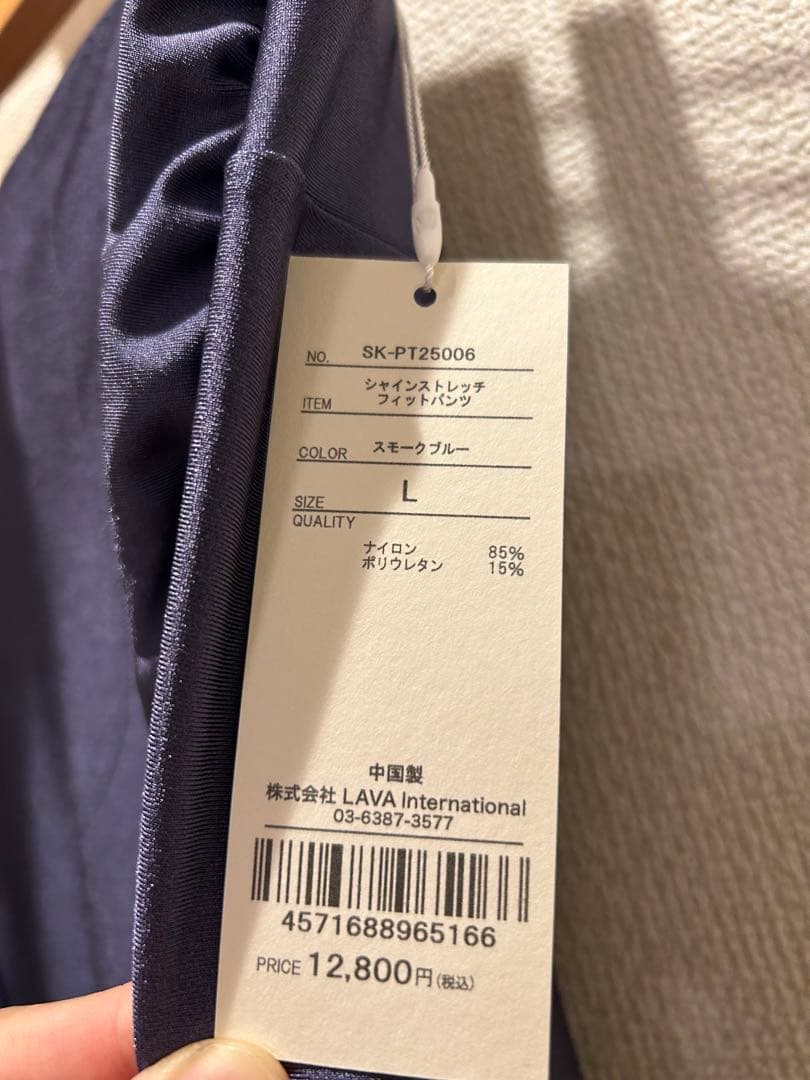 NO. SK-PT25006
ITEM シャインストレッチ
フィットパンツ
COLOR スモークブルー
SIZE L
QUALITY
ナイロン 85%
ポリウレタン 15%
中国製
株式会社 LAVA International
03-6387-3577
4571688965166
PRICE 12,800円(税込)